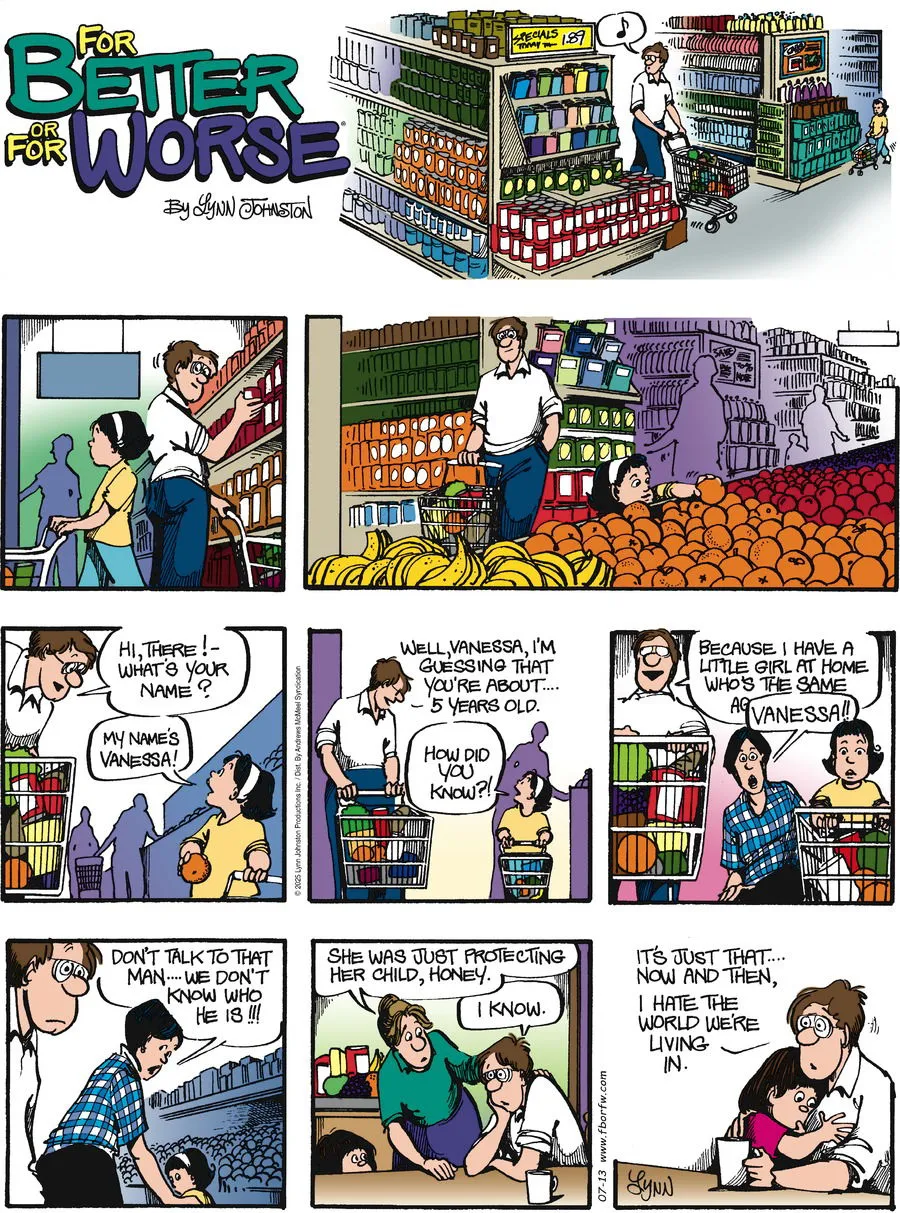 FOR
BETTER
OR
FOR WORSE
BY LYNN JOHNSTON
SPECIALS
TODAY 1.89
SALE
HI, THERE! –
WHAT'S YOUR
NAME?
MY NAME'S
VANESSA!
© 2025 Lynn Johnston Productions Inc. / Dist. By Andrews McMeel Syndication
WELL, VANESSA, I'M
GUESSING THAT
YOU'RE ABOUT....
5 YEARS OLD.
HOW DID
YOU
KNOW?!
BECAUSE I HAVE A
LITTLE GIRL AT HOME
WHO'S THE SAME
AG
VANESSA!!
DON'T TALK TO THAT
MAN.... WE DON'T
KNOW WHO
HE IS!!!
SHE WAS JUST PROTECTING
HER CHILD, HONEY.
I KNOW.
07-13 www.fborfw.com
IT'S JUST THAT....
NOW AND THEN,
I HATE THE
WORLD WE'RE
LIVING
IN.
LYNN